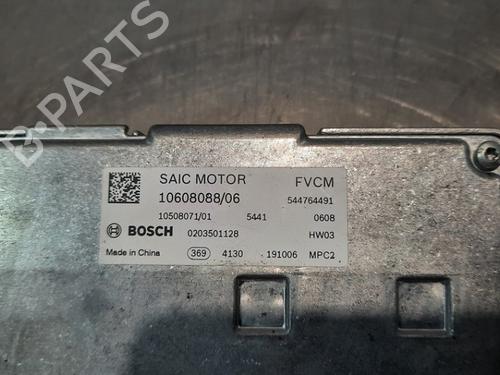 B-PARTS
SAIC MOTOR FVCM
10608088/06 544764491
10508071/01 5441 0608
BOSCH 0203501128 HW03
Made in China 369 4130 191006 MPC2